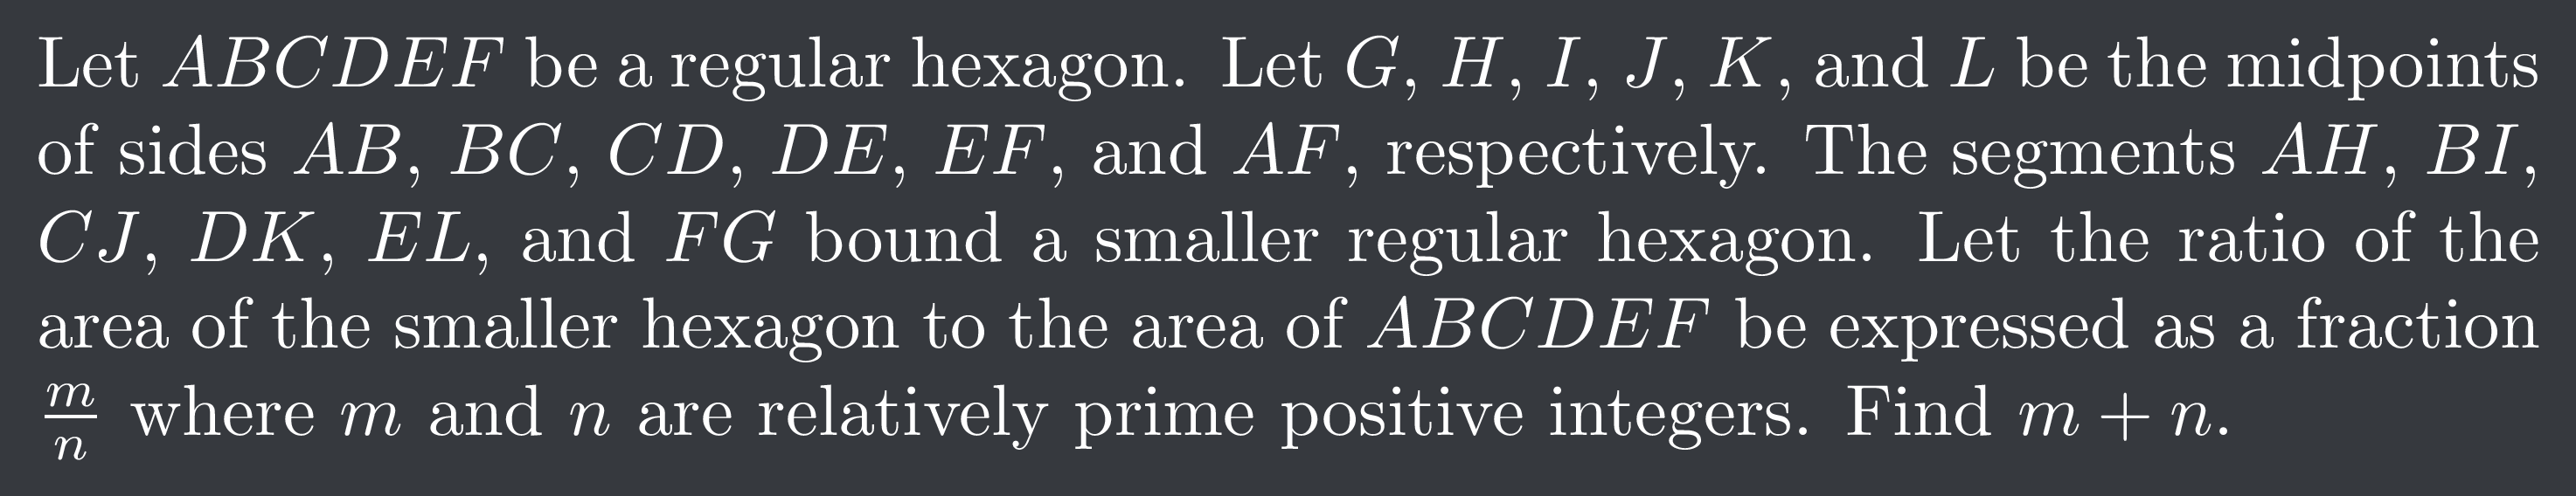 Let $ABCDEF$ be a regular hexagon. Let $G$, $H$, $I$, $J$, $K$, and $L$ be the midpoints
of sides $AB$, $BC$, $CD$, $DE$, $EF$, and $AF$, respectively. The segments $AH$, $BI$,
$CJ$, $DK$, $EL$, and $FG$ bound a smaller regular hexagon. Let the ratio of the
area of the smaller hexagon to the area of $ABCDEF$ be expressed as a fraction
$\frac{m}{n}$ where $m$ and $n$ are relatively prime positive integers. Find $m + n$.